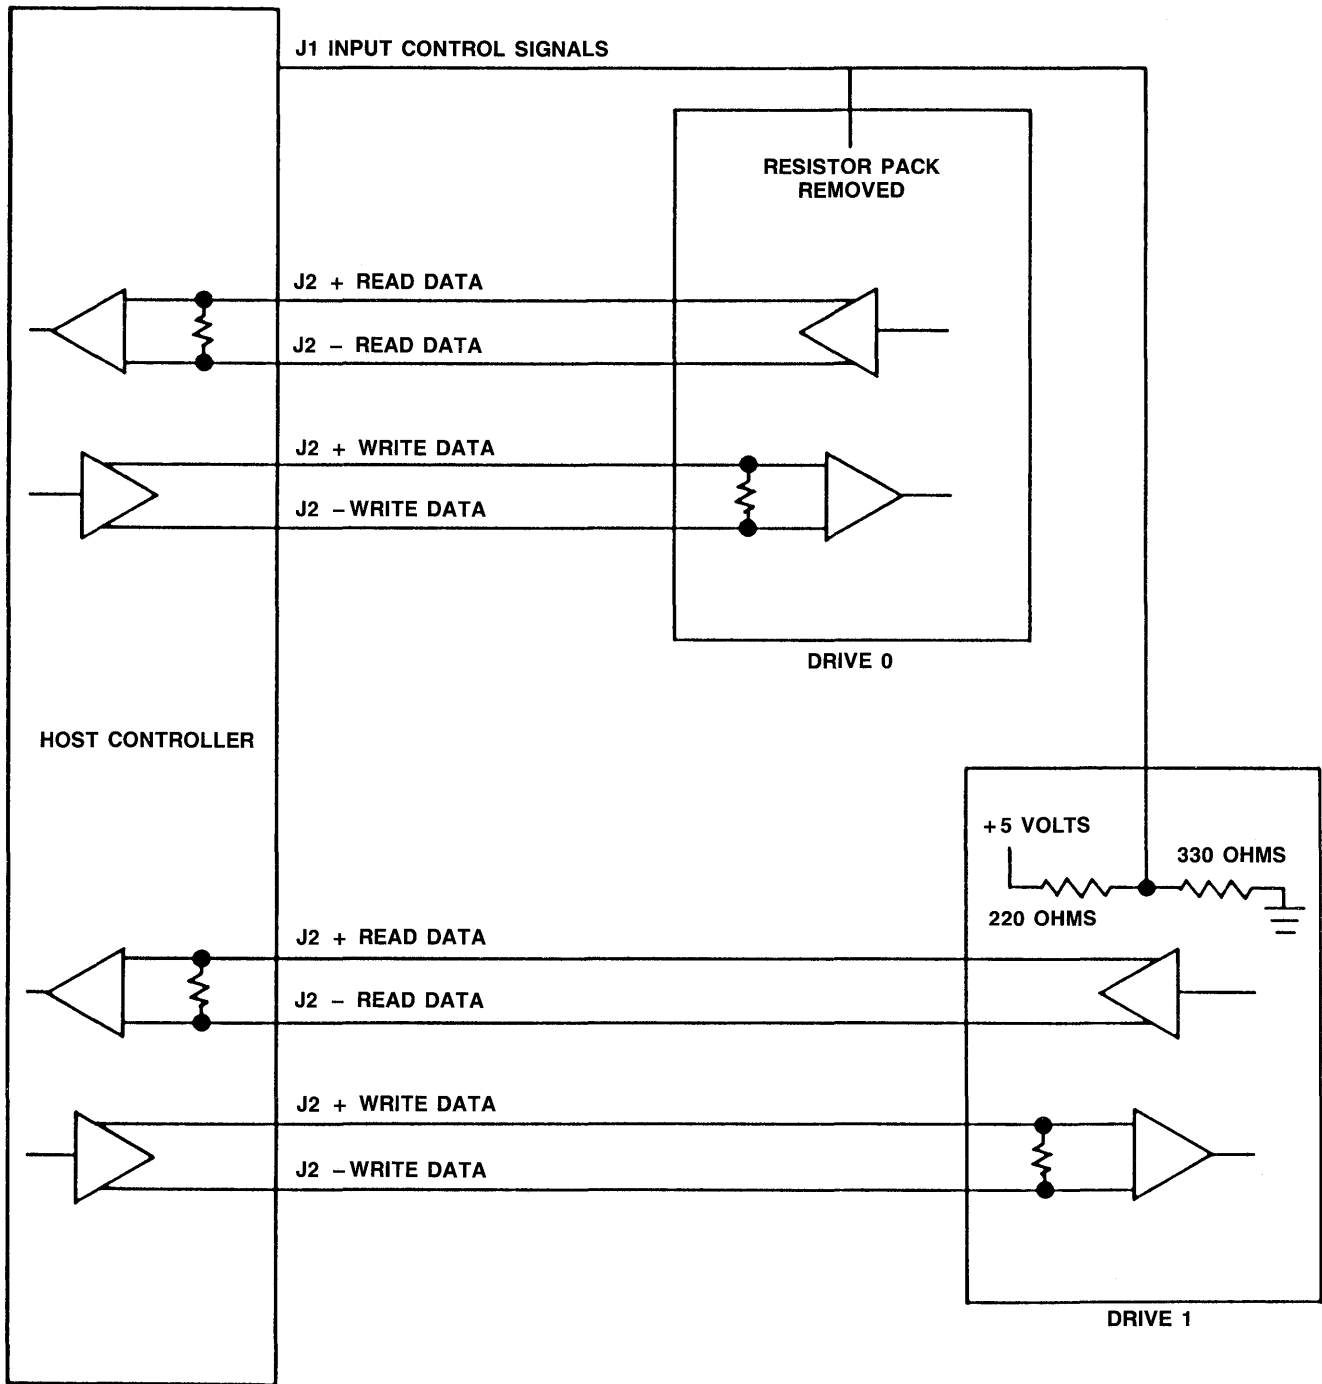 J1 INPUT CONTROL SIGNALS
RESISTOR PACK
REMOVED
J2 + READ DATA
J2 − READ DATA
J2 + WRITE DATA
J2 −WRITE DATA
DRIVE 0
HOST CONTROLLER
+5 VOLTS
330 OHMS
220 OHMS
J2 + READ DATA
J2 − READ DATA
J2 + WRITE DATA
J2 −WRITE DATA
DRIVE 1